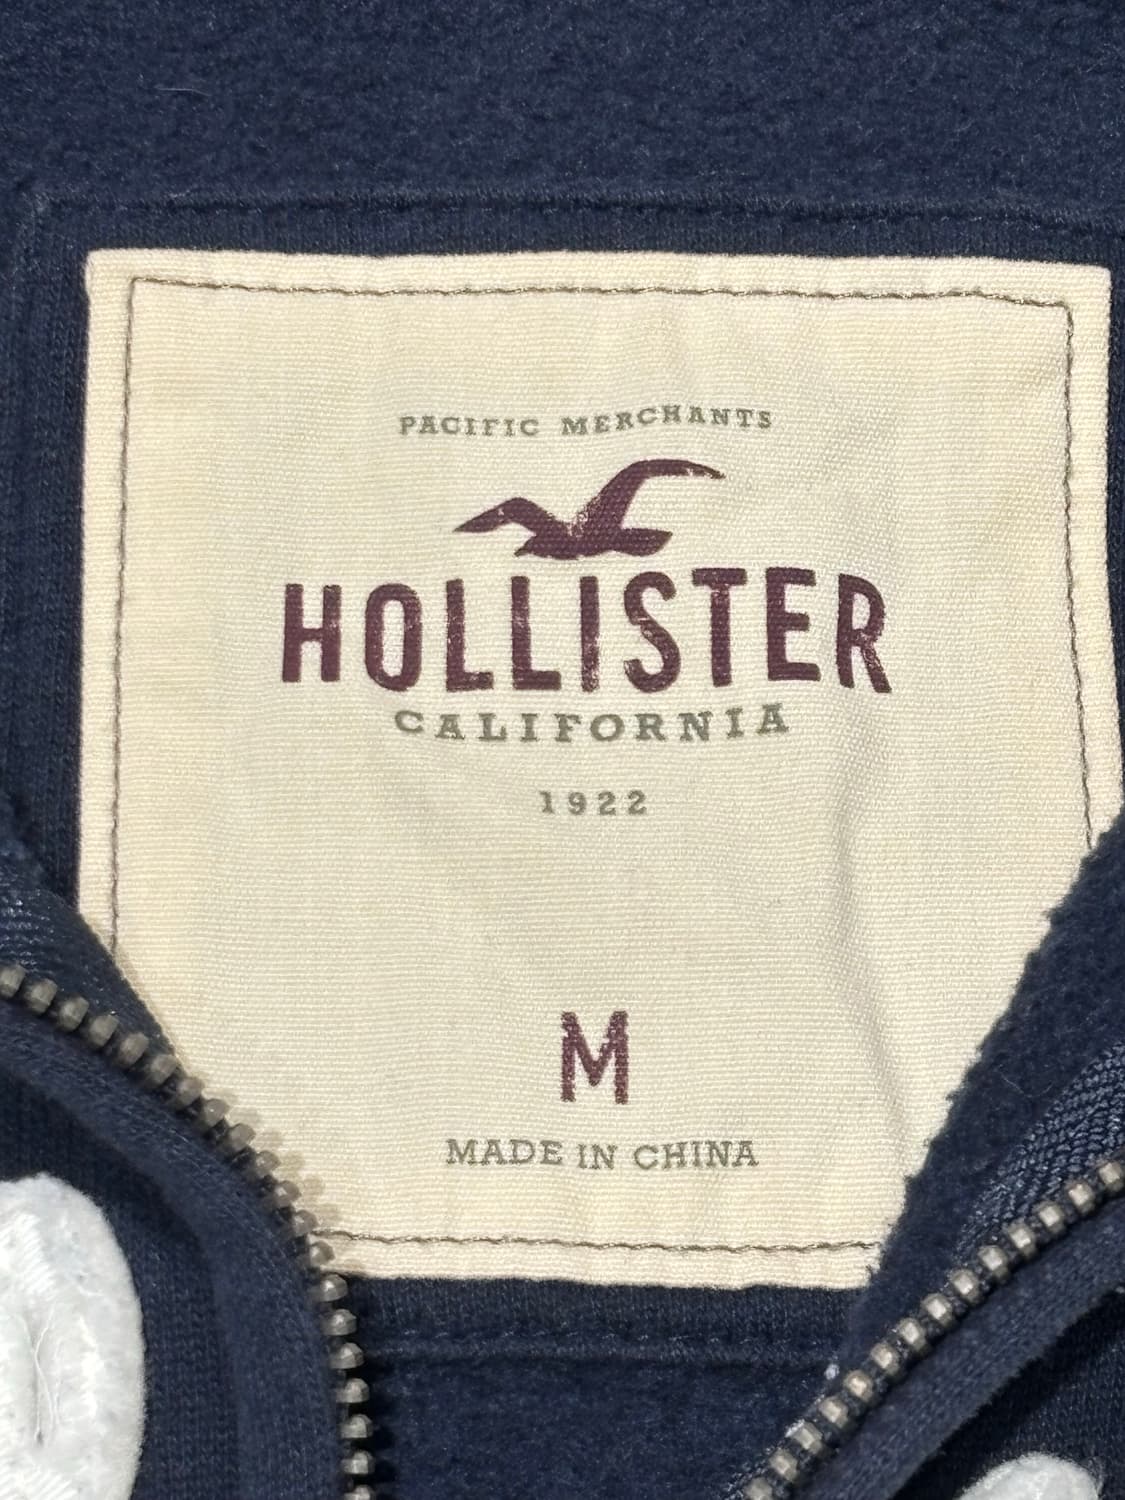 PACIFIC MERCHANTS
HOLLISTER
CALIFORNIA
1922
M
MADE IN CHINA